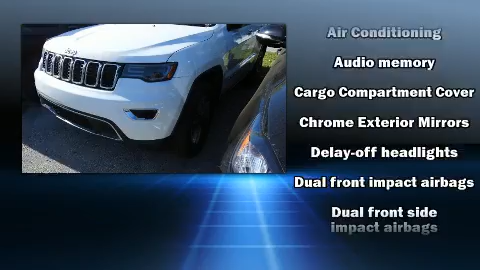 Air Conditioning
Audio memory
Cargo Compartment Cover
Chrome Exterior Mirrors
Delay-off headlights
Dual front impact airbags
Dual front side
impact airbags